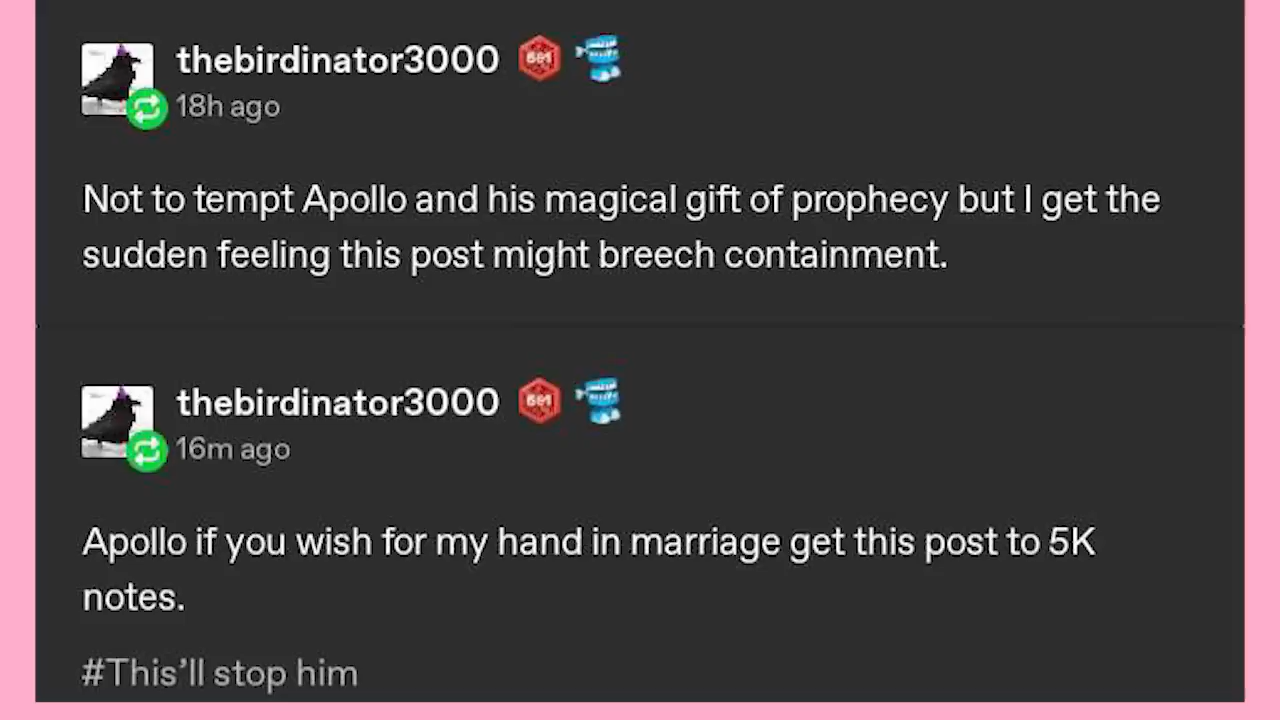 thebirdinator3000
18h ago
Not to tempt Apollo and his magical gift of prophecy but I get the
sudden feeling this post might breech containment.
thebirdinator3000
16m ago
Apollo if you wish for my hand in marriage get this post to 5K
notes.
#This'll stop him